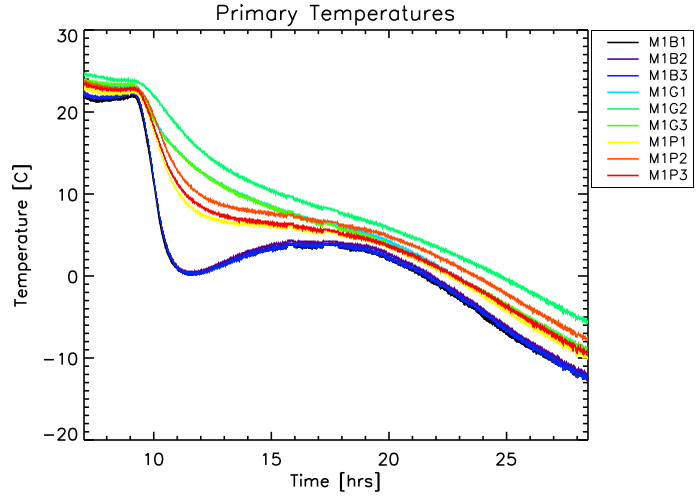 Primary Temperatures
30
20
10
0
-10
-20
Temperature [C]
10
15
20
25
Time [hrs]
M1B1
M1B2
M1B3
M1G1
M1G2
M1G3
M1P1
M1P2
M1P3